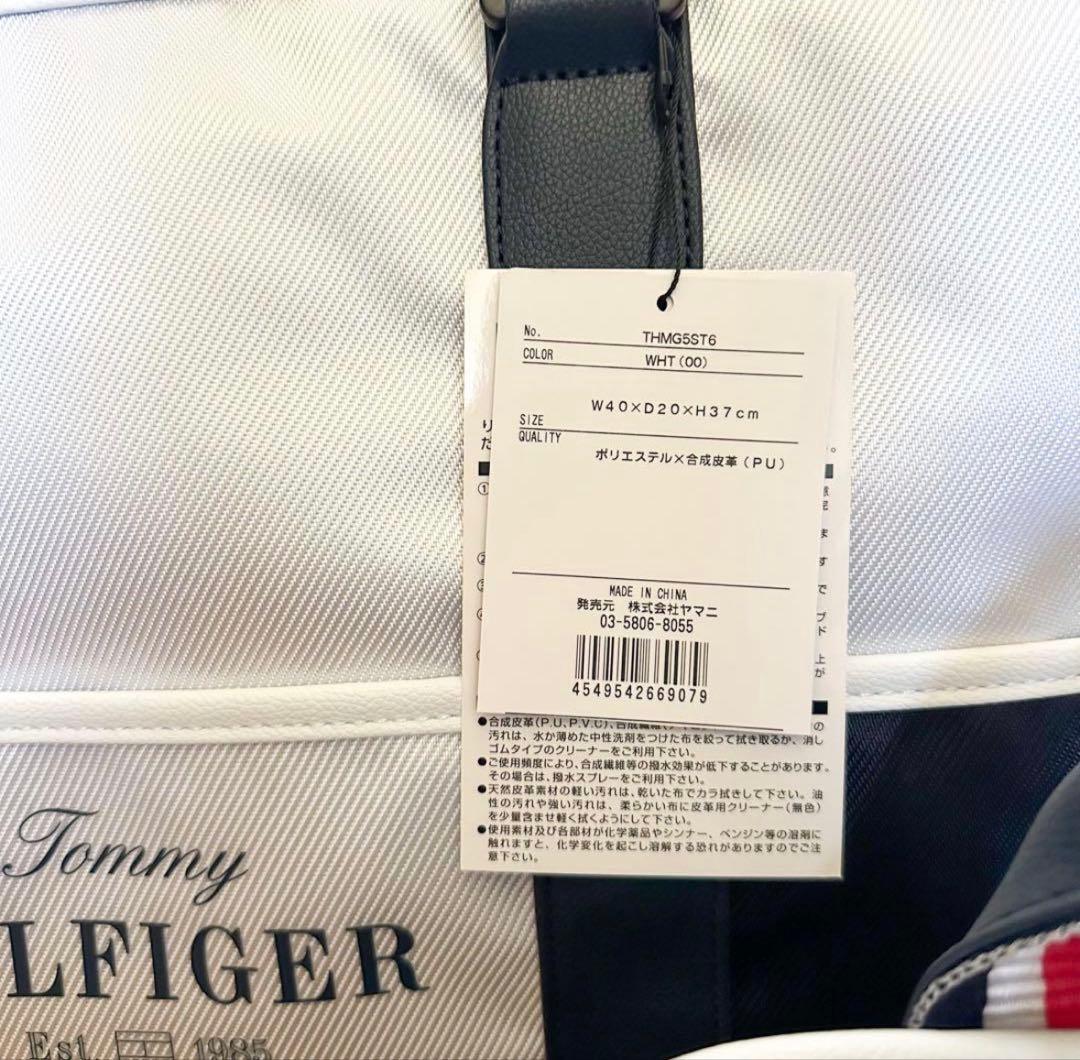 No. THMG5ST6
COLOR WHT(00)
W40×D20×H37cm
SIZE
QUALITY
ポリエステル×合成皮革(PU)
MADE IN CHINA
発売元 株式会社ヤマニ
03-5806-8055
4549542669079
●合成皮革(P.U,P.V.C)、合成繊維
汚れは、水か薄めた中性洗剤をつけた布を絞って拭き取るか、消し
ゴムタイプのクリーナーをご利用下さい。
●ご使用頻度により、合成繊維等の撥水効果が低下することがあります。
その場合は、撥水スプレーをご利用下さい。
●天然皮革素材の軽い汚れは、乾いた布でカラ拭きして下さい。油
性の汚れや強い汚れは、柔らかい布に皮革用クリーナー(無色)
を少量含ませ軽く拭くようにして下さい。
●使用素材及び各部材が化学薬品やシンナー、ベンジン等の溶剤に
触れますと、化学変化を起こし溶解する恐れがありますのでご注
意下さい。
Tommy
LFIGER
Est. 1985